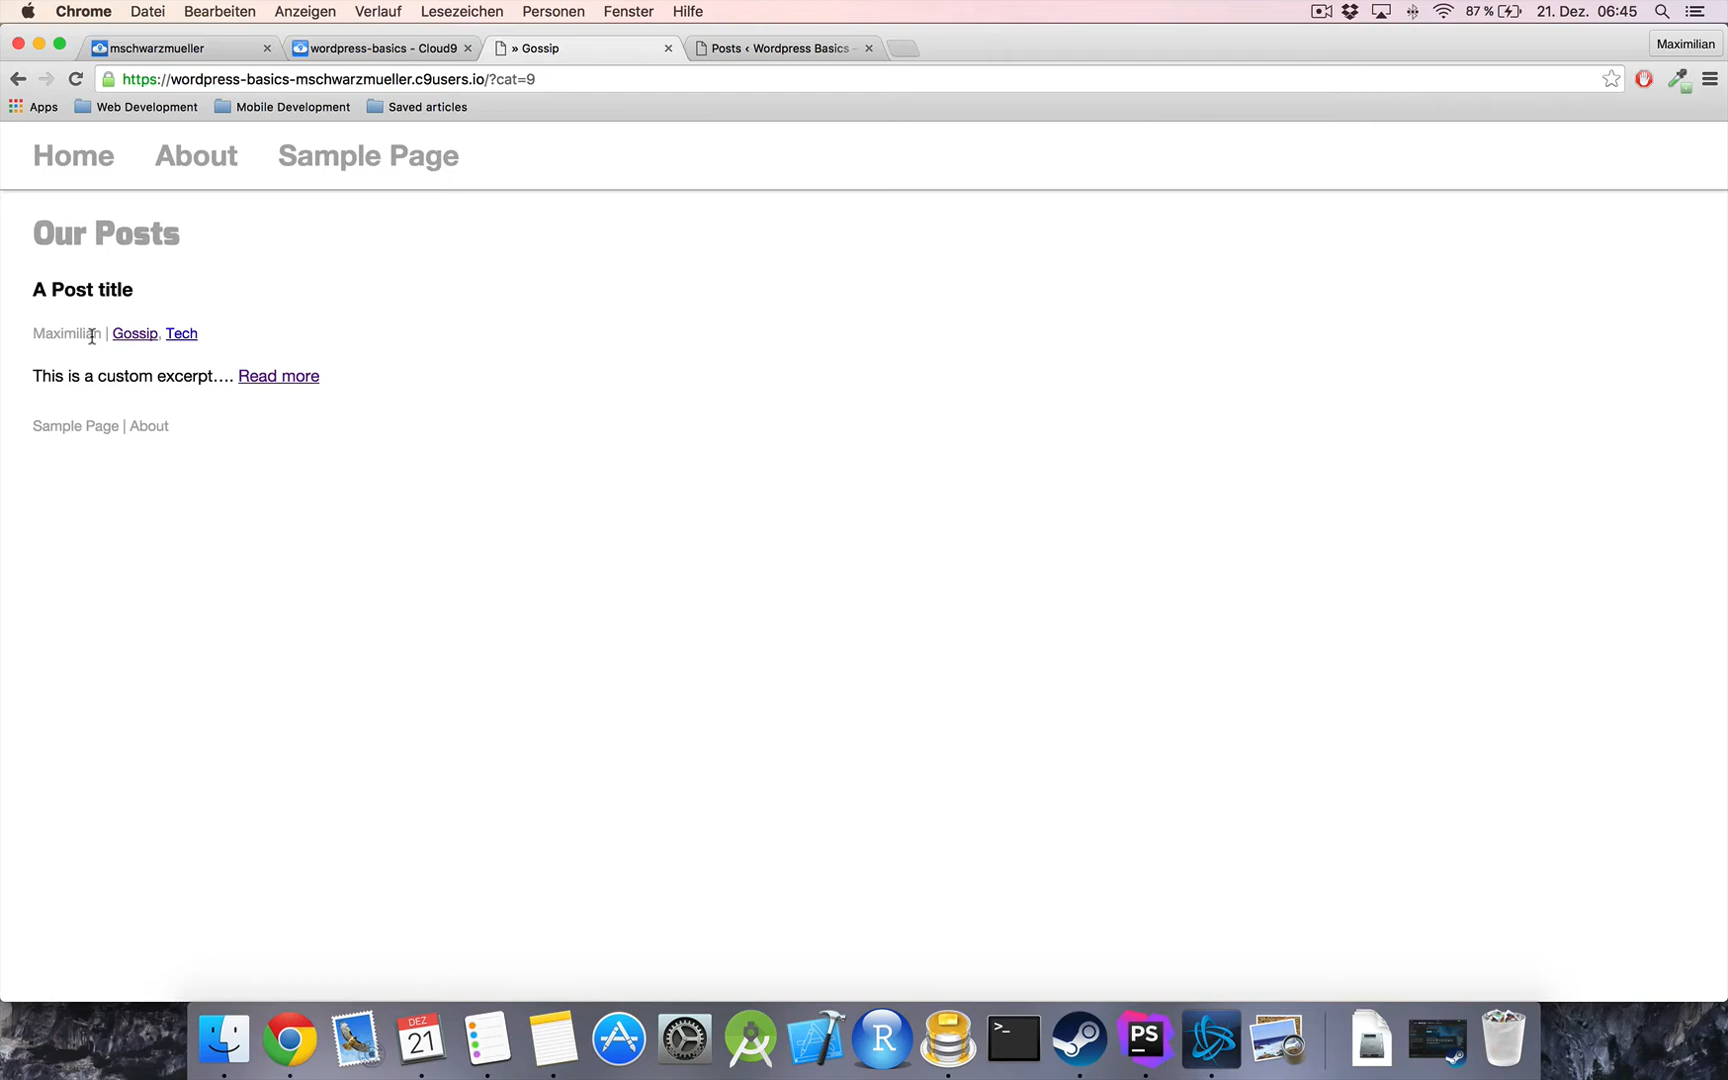 Chrome Datei Bearbeiten Anzeigen Verlauf Lesezeichen Personen Fenster Hilfe 87 % 21. Dez. 06:45
mschwarzmueller wordpress-basics - Cloud9 » Gossip Posts ‹ Wordpress Basics - Maximilian
https://wordpress-basics-mschwarzmueller.c9users.io/?cat=9
Apps Web Development Mobile Development Saved articles
Home About Sample Page
Our Posts
A Post title
Maximilian | Gossip, Tech
This is a custom excerpt…. Read more
Sample Page | About
DEZ
21
R
>_
PS